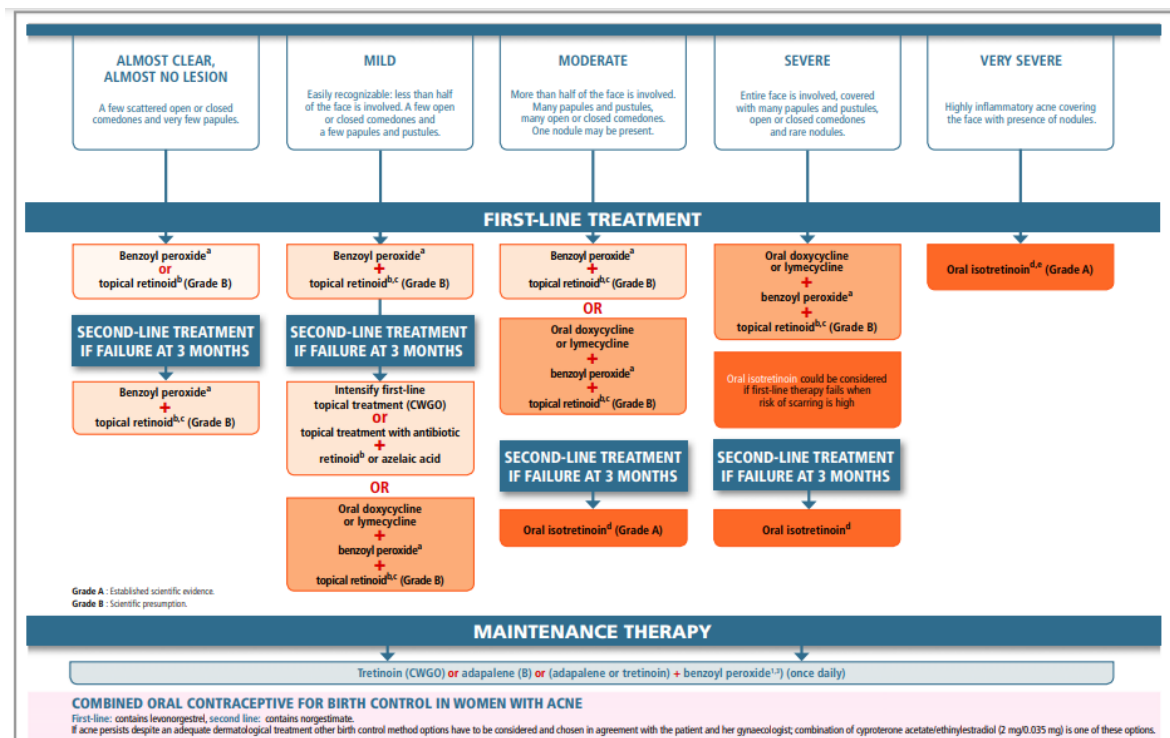 ALMOST CLEAR,
ALMOST NO LESION
A few scattered open or closed
comedones and very few papules.
MILD
Easily recognizable: less than half
of the face is involved. A few open
or closed comedones and
a few papules and pustules.
MODERATE
More than half of the face is involved.
Many papules and pustules,
many open or closed comedones.
One nodule may be present.
SEVERE
Entire face is involved, covered
with many papules and pustules,
open or closed comedones
and rare nodules.
VERY SEVERE
Highly inflammatory acne covering
the face with presence of nodules.
FIRST-LINE TREATMENT
Benzoyl peroxideᵃ
or
topical retinoidᵇ (Grade B)
SECOND-LINE TREATMENT
IF FAILURE AT 3 MONTHS
Benzoyl peroxideᵃ
+
topical retinoidᵇ,ᶜ (Grade B)
Benzoyl peroxideᵃ
+
topical retinoidᵇ,ᶜ (Grade B)
SECOND-LINE TREATMENT
IF FAILURE AT 3 MONTHS
Intensify first-line
topical treatment (CWGO)
or
topical treatment with antibiotic
+
retinoidᵇ or azelaic acid
OR
Oral doxycycline
or lymecycline
+
benzoyl peroxideᵃ
+
topical retinoidᵇ,ᶜ (Grade B)
Benzoyl peroxideᵃ
+
topical retinoidᵇ,ᶜ (Grade B)
OR
Oral doxycycline
or lymecycline
+
benzoyl peroxideᵃ
+
topical retinoidᵇ,ᶜ (Grade B)
SECOND-LINE TREATMENT
IF FAILURE AT 3 MONTHS
Oral isotretinoinᵈ (Grade A)
Oral doxycycline
or lymecycline
+
benzoyl peroxideᵃ
+
topical retinoidᵇ,ᶜ (Grade B)
Oral isotretinoin could be considered
if first-line therapy fails when
risk of scarring is high
SECOND-LINE TREATMENT
IF FAILURE AT 3 MONTHS
Oral isotretinoinᵈ
Oral isotretinoinᵈ,ᵉ (Grade A)
Grade A : Established scientific evidence.
Grade B : Scientific presumption.
MAINTENANCE THERAPY
Tretinoin (CWGO) or adapalene (B) or (adapalene or tretinoin) + benzoyl peroxide¹,³) (once daily)
COMBINED ORAL CONTRACEPTIVE FOR BIRTH CONTROL IN WOMEN WITH ACNE
First-line: contains levonorgestrel, second line: contains norgestimate.
If acne persists despite an adequate dermatological treatment other birth control method options have to be considered and chosen in agreement with the patient and her gynaecologist; combination of cyproterone acetate/ethinylestradiol (2 mg/0.035 mg) is one of these options.